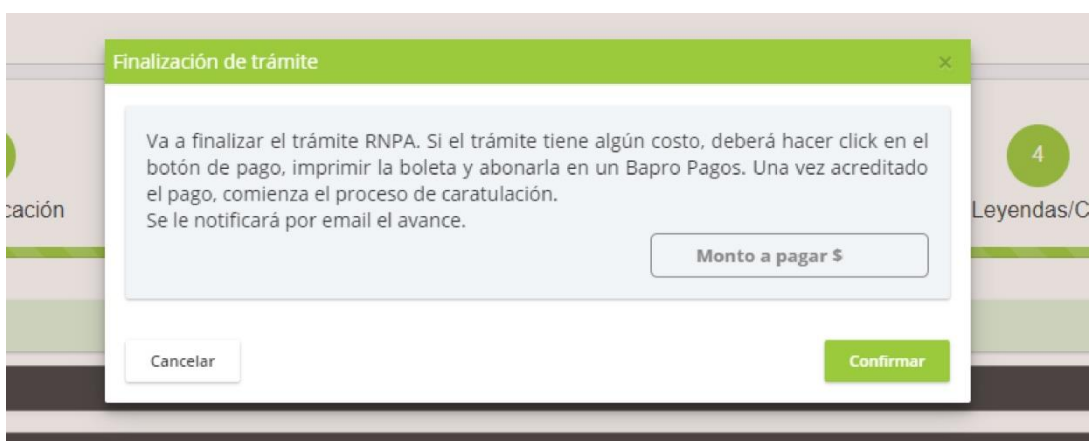 Finalización de trámite
×
Va a finalizar el trámite RNPA. Si el trámite tiene algún costo, deberá hacer click en el
botón de pago, imprimir la boleta y abonarla en un Bapro Pagos. Una vez acreditado
el pago, comienza el proceso de caratulación.
Se le notificará por email el avance.
Monto a pagar $
Cancelar
Confirmar
cación
4
Leyendas/C